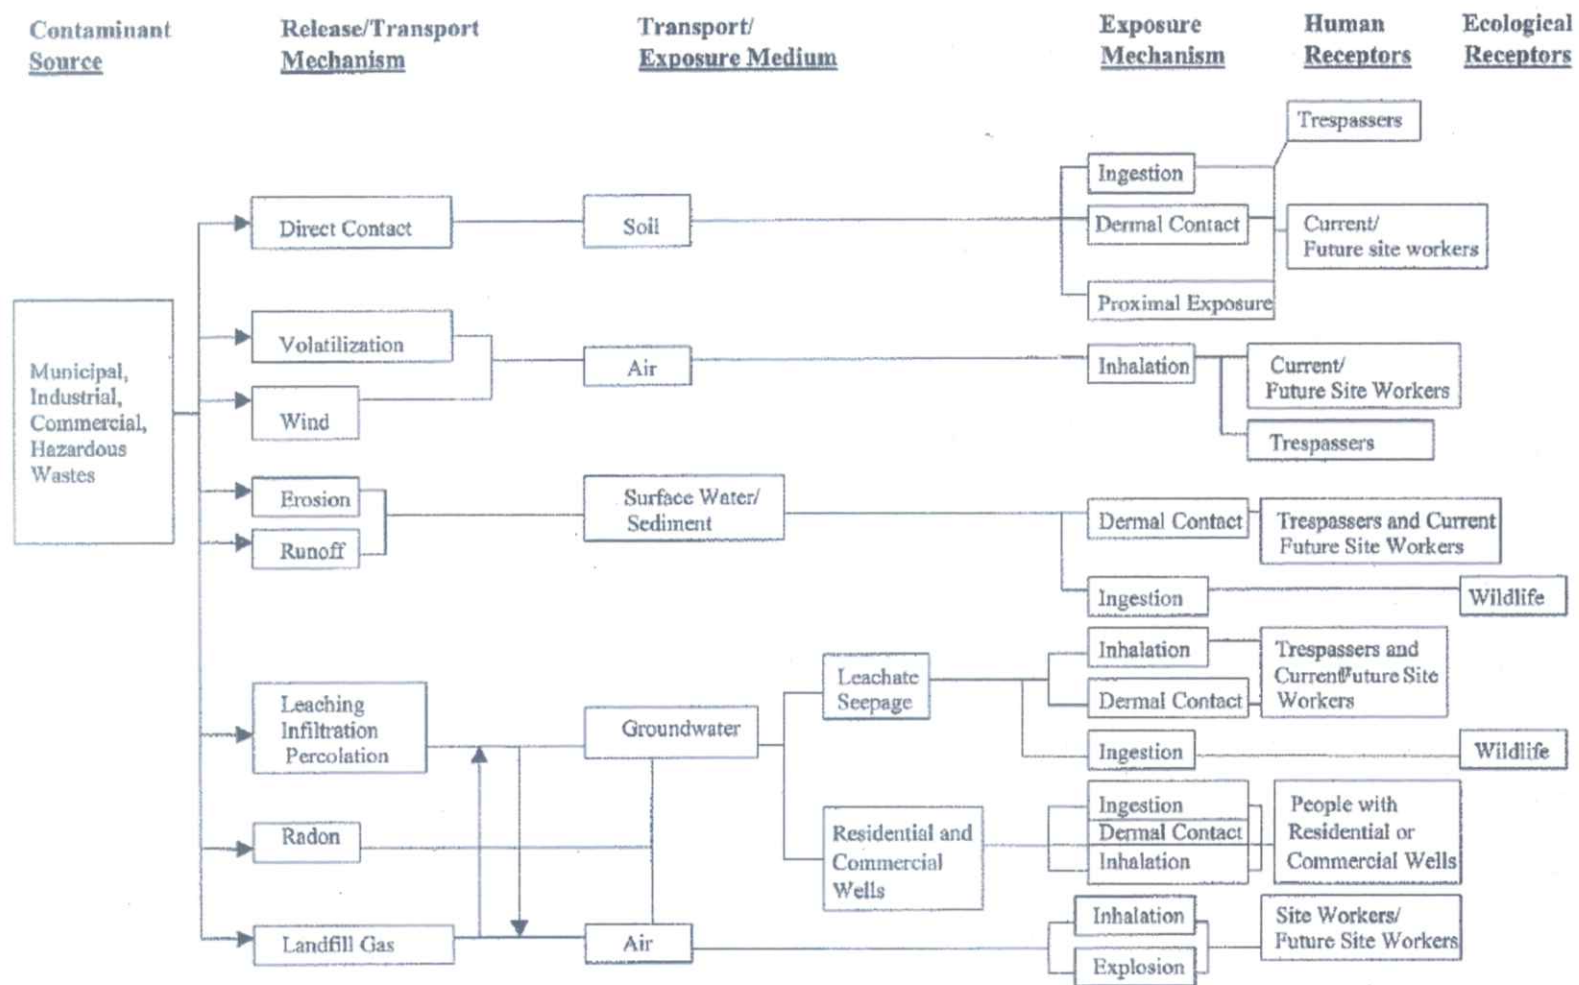 Contaminant
Source
Release/Transport
Mechanism
Transport/
Exposure Medium
Exposure
Mechanism
Human
Receptors
Ecological
Receptors
Municipal,
Industrial,
Commercial,
Hazardous
Wastes
Direct Contact
Soil
Ingestion
Dermal Contact
Proximal Exposure
Trespassers
Current/
Future site workers
Volatilization
Wind
Air
Inhalation
Current/
Future Site Workers
Trespassers
Erosion
Runoff
Surface Water/
Sediment
Dermal Contact
Trespassers and Current
Future Site Workers
Ingestion
Wildlife
Leaching
Infiltration
Percolation
Groundwater
Leachate
Seepage
Inhalation
Dermal Contact
Trespassers and
Current/Future Site
Workers
Ingestion
Wildlife
Radon
Residential and
Commercial
Wells
Ingestion
Dermal Contact
Inhalation
People with
Residential or
Commercial Wells
Landfill Gas
Air
Inhalation
Explosion
Site Workers/
Future Site Workers